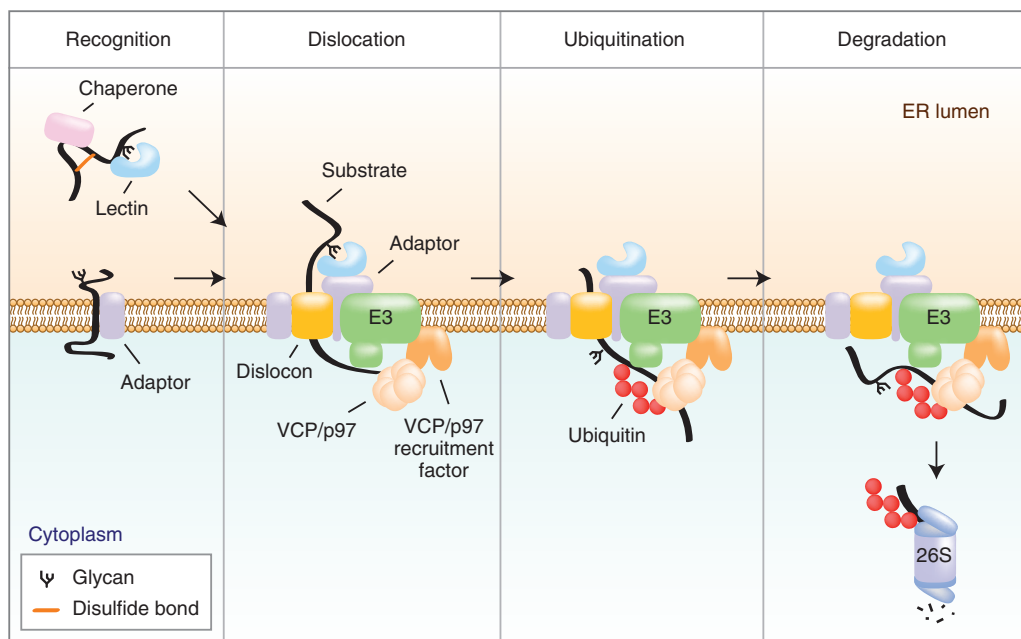 Recognition
Dislocation
Ubiquitination
Degradation
Chaperone
Lectin
Adaptor
Substrate
Adaptor
E3
Dislocon
VCP/p97
VCP/p97
recruitment
factor
E3
Ubiquitin
ER lumen
E3
26S
Cytoplasm
Glycan
Disulfide bond